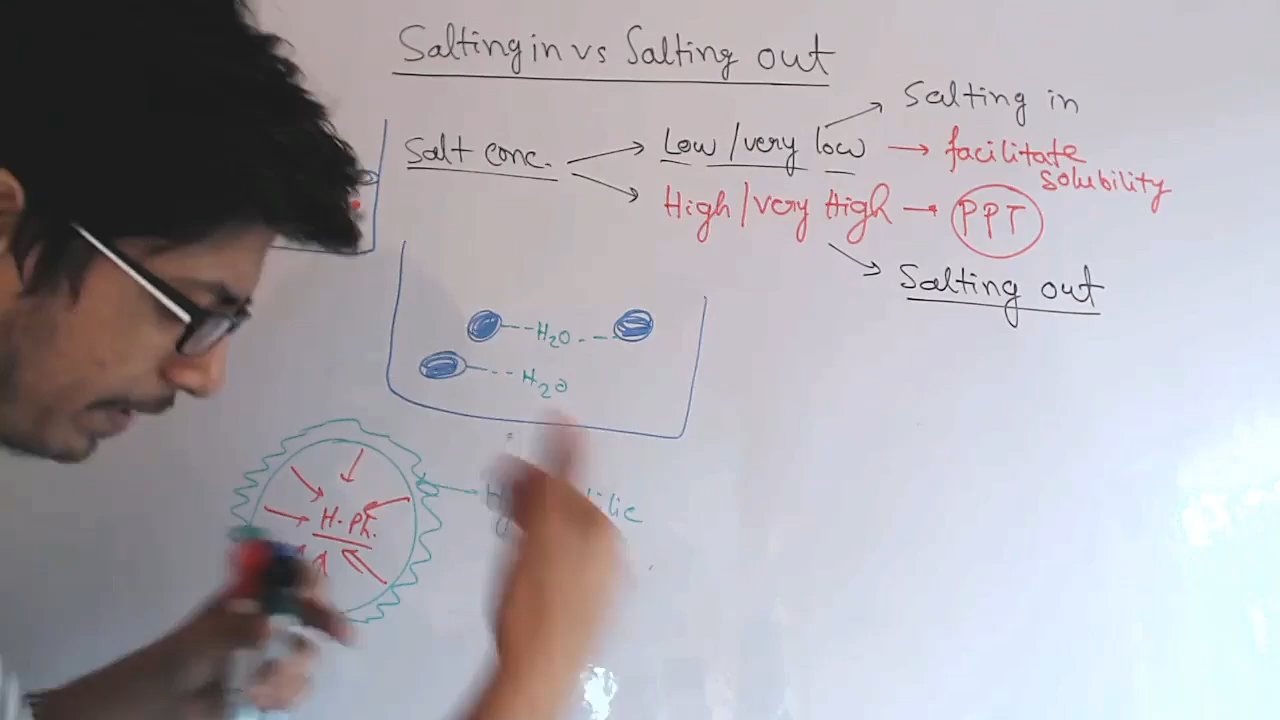 Salting in vs Salting out
Salt conc.
Low / very low
Salting in
facilitate
solubility
High / very High
PPT
Salting out
H2O
H2O
H-Ph.